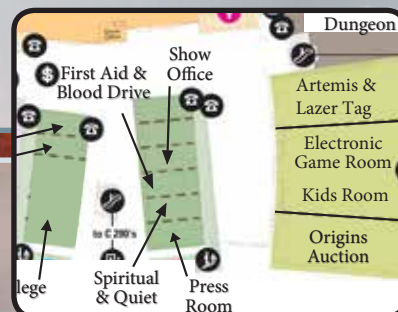 Dungeon
Show
Office
First Aid &
Blood Drive
$
Artemis &
Lazer Tag
Electronic
Game Room
Kids Room
Origins
Auction
to C 280's
lege
Spiritual
& Quiet
Press
Room